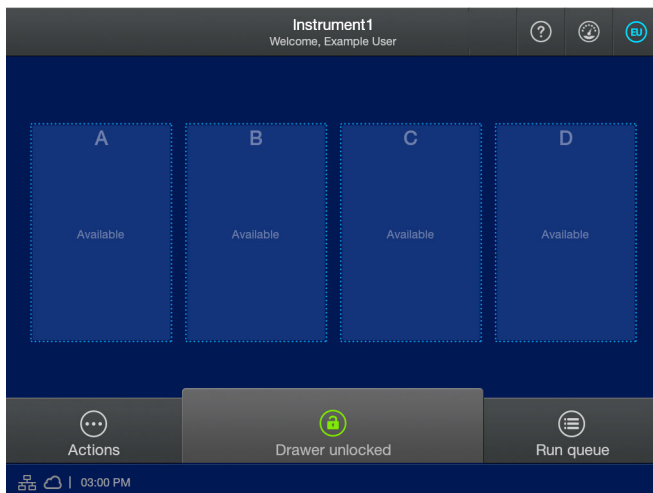 Instrument1
Welcome, Example User
?
EU
A B C D
Available Available Available Available
Actions Drawer unlocked Run queue
03:00 PM